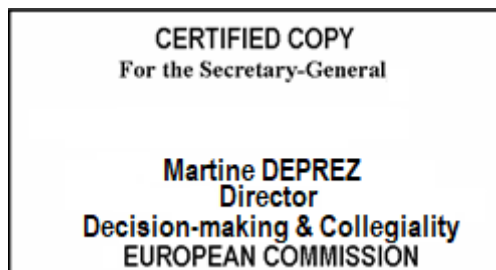 CERTIFIED COPY
For the Secretary-General
Martine DEPREZ
Director
Decision-making & Collegiality
EUROPEAN COMMISSION